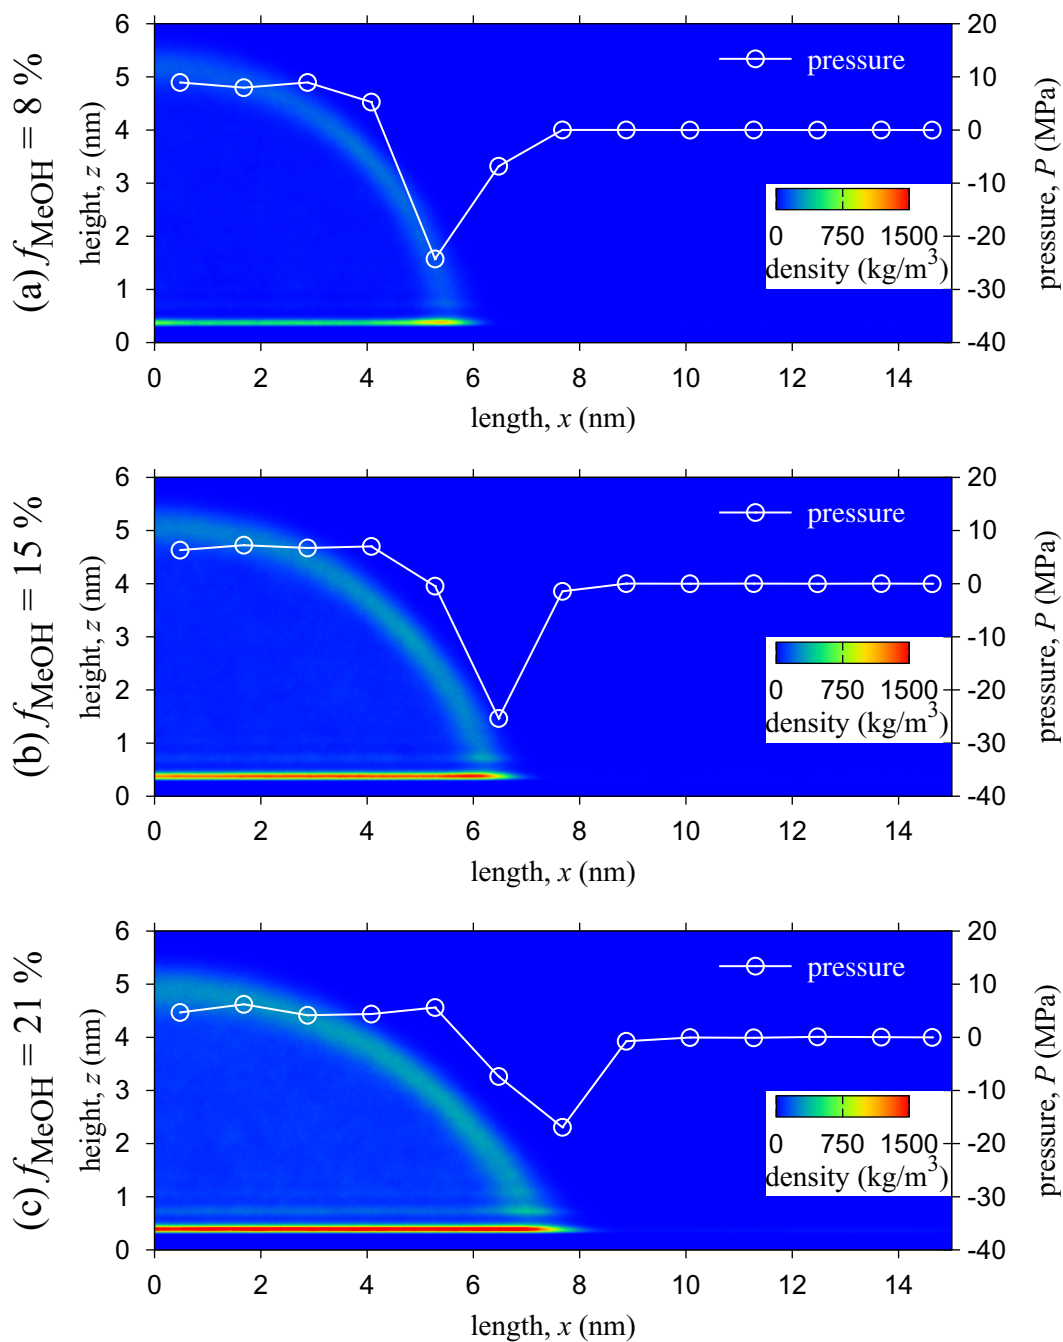 (a) f_MeOH = 8 %
6
5
4
3
2
1
0
height, z (nm)
20
10
0
-10
-20
-30
-40
pressure, P (MPa)
pressure
0 750 1500
density (kg/m³)
0 2 4 6 8 10 12 14
length, x (nm)
(b) f_MeOH = 15 %
6
5
4
3
2
1
0
height, z (nm)
20
10
0
-10
-20
-30
-40
pressure, P (MPa)
pressure
0 750 1500
density (kg/m³)
0 2 4 6 8 10 12 14
length, x (nm)
(c) f_MeOH = 21 %
6
5
4
3
2
1
0
height, z (nm)
20
10
0
-10
-20
-30
-40
pressure, P (MPa)
pressure
0 750 1500
density (kg/m³)
0 2 4 6 8 10 12 14
length, x (nm)